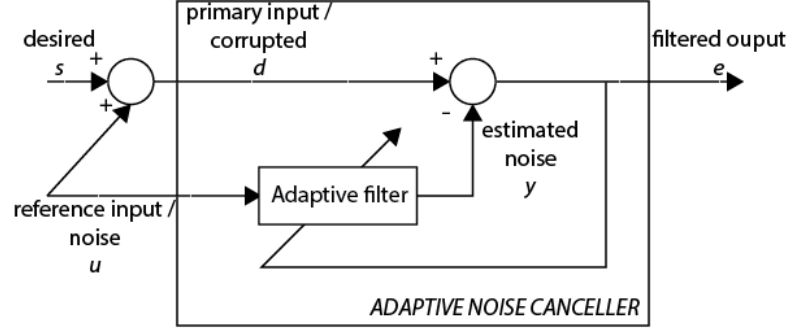 primary input /
corrupted
d
desired
s
+
+
+
-
filtered ouput
e
estimated
noise
y
Adaptive filter
reference input /
noise
u
ADAPTIVE NOISE CANCELLER